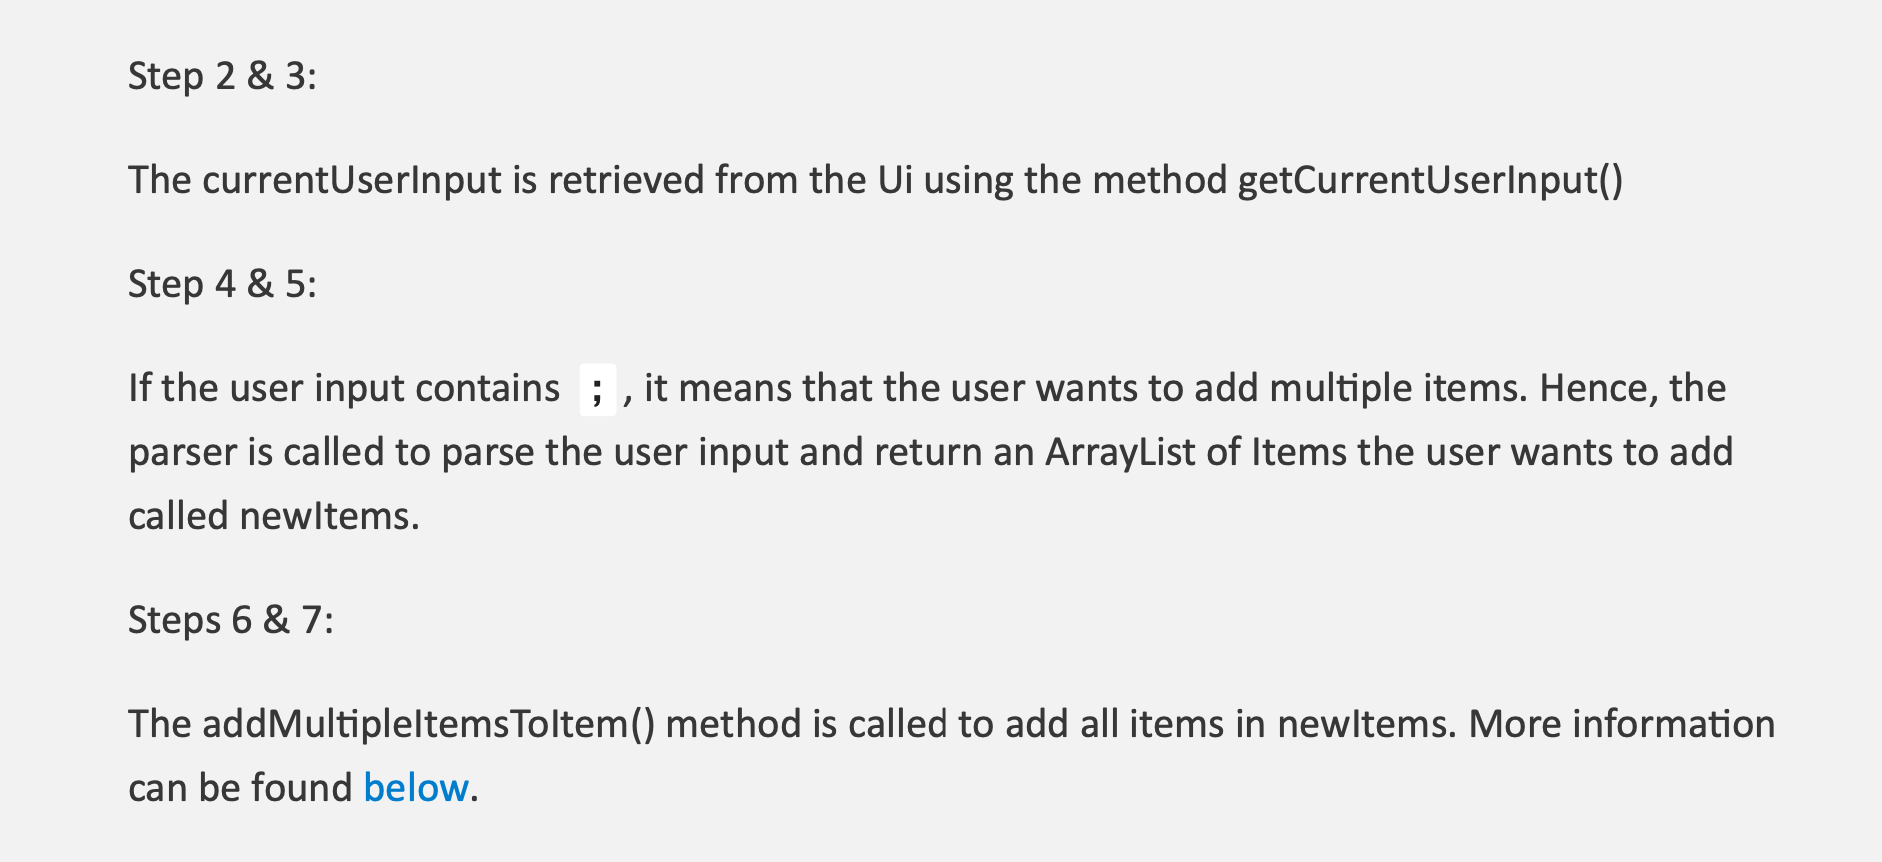 Step 2 & 3:
The currentUserInput is retrieved from the Ui using the method getCurrentUserInput()
Step 4 & 5:
If the user input contains ;, it means that the user wants to add multiple items. Hence, the
parser is called to parse the user input and return an ArrayList of Items the user wants to add
called newItems.
Steps 6 & 7:
The addMultipleItemsToItem() method is called to add all items in newItems. More information
can be found below.